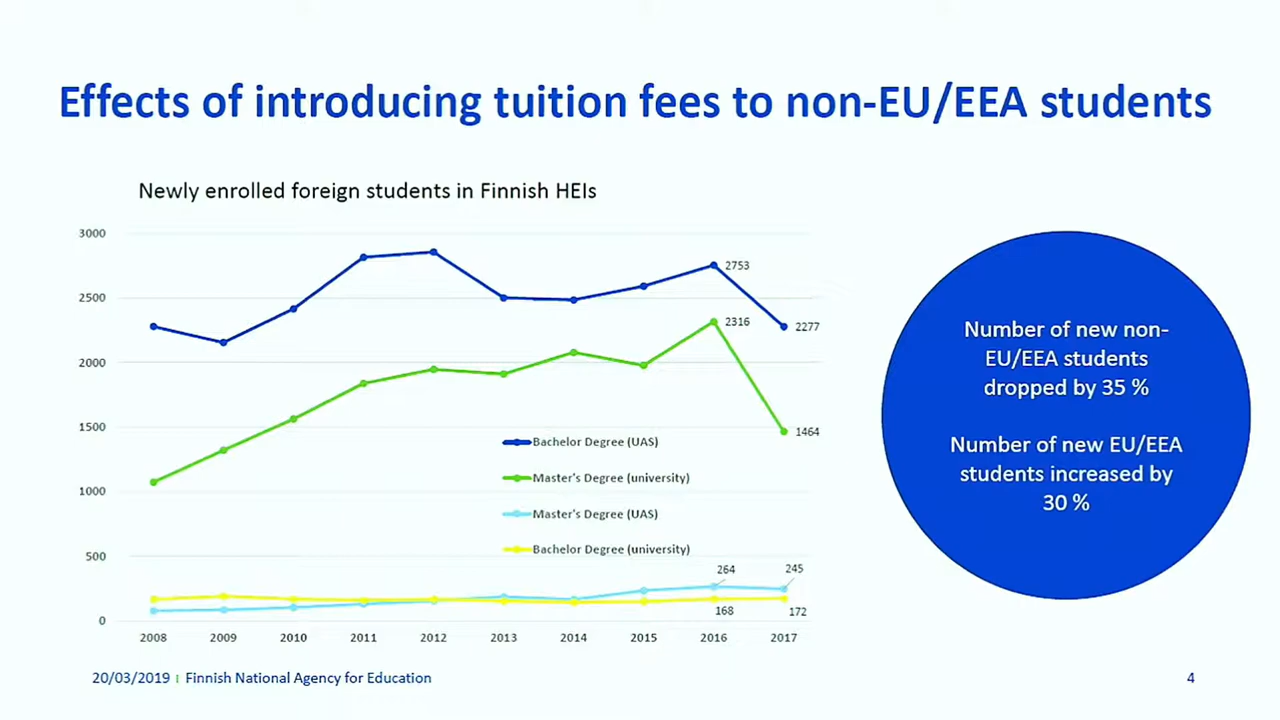 Effects of introducing tuition fees to non-EU/EEA students
Newly enrolled foreign students in Finnish HEIs
3000
2500
2000
1500
1000
500
0
2008 2009 2010 2011 2012 2013 2014 2015 2016 2017
2753
2277
2316
1464
264
245
168
172
Bachelor Degree (UAS)
Master's Degree (university)
Master's Degree (UAS)
Bachelor Degree (university)
Number of new non-
EU/EEA students
dropped by 35 %
Number of new EU/EEA
students increased by
30 %
20/03/2019 I Finnish National Agency for Education
4